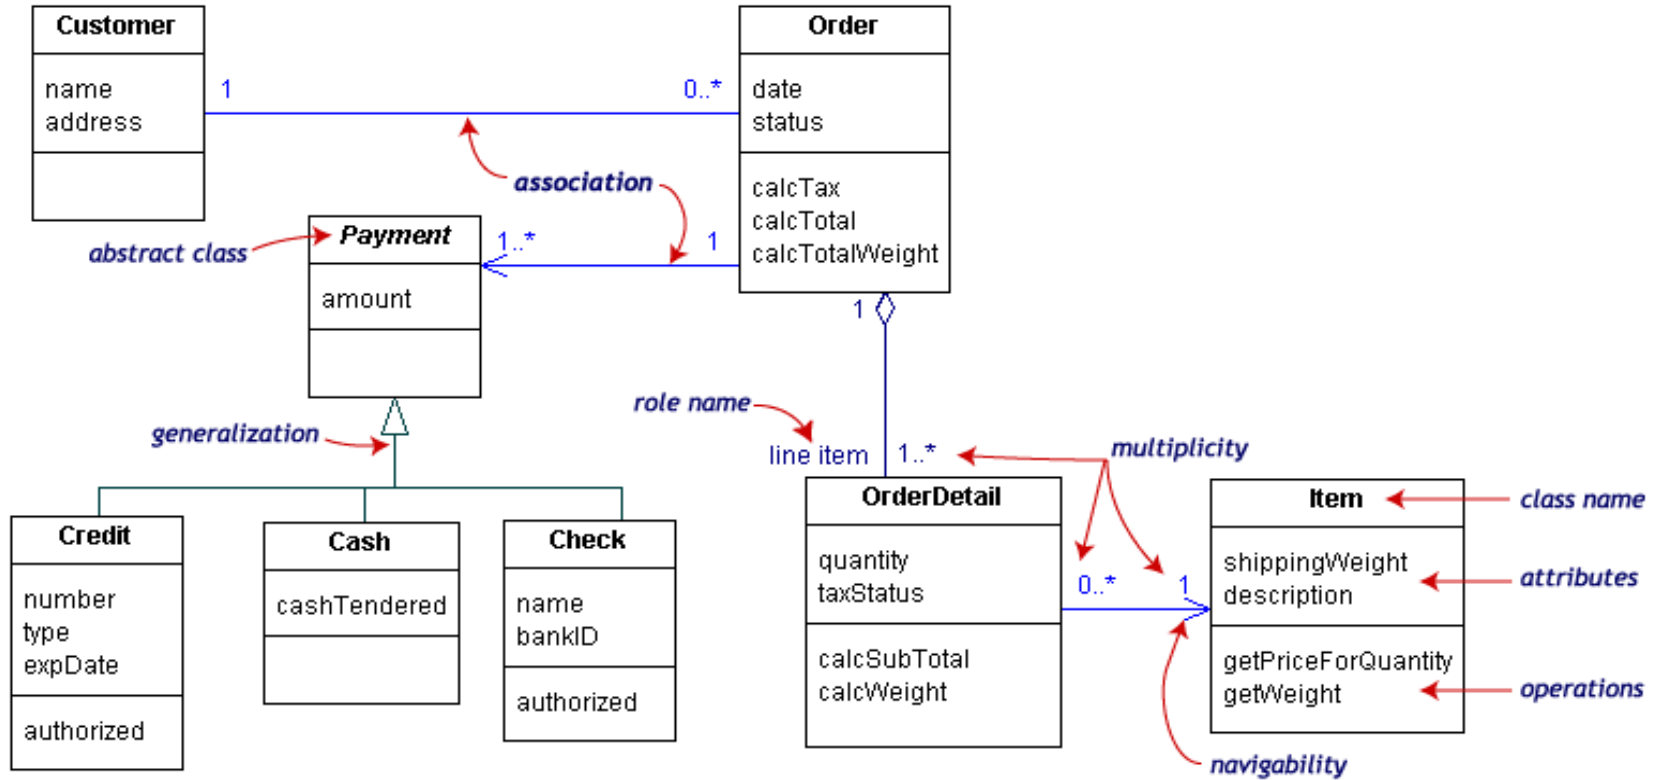 Customer
name
address
1
0..*
Order
date
status
calcTax
calcTotal
calcTotalWeight
association
abstract class
Payment
amount
1..*
1
1
generalization
role name
line item
1..*
multiplicity
Credit
number
type
expDate
authorized
Cash
cashTendered
Check
name
bankID
authorized
OrderDetail
quantity
taxStatus
calcSubTotal
calcWeight
0..*
1
Item
shippingWeight
description
getPriceForQuantity
getWeight
class name
attributes
operations
navigability